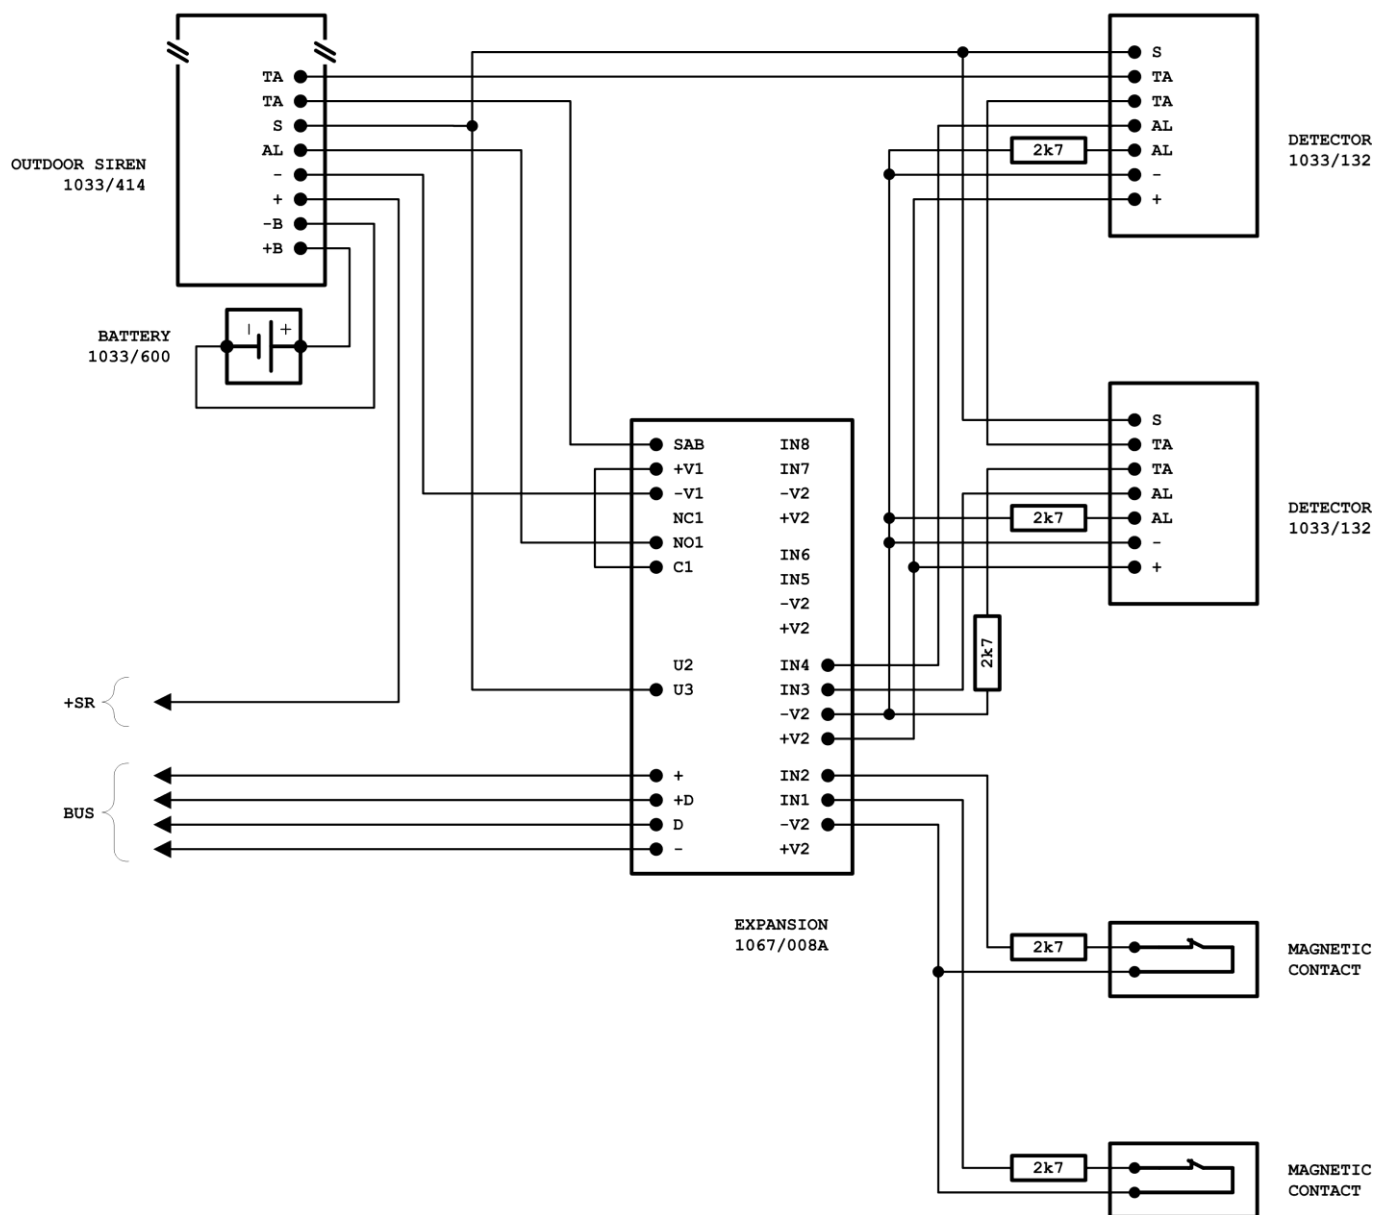 TA
TA
S
AL
-
+
-B
+B
OUTDOOR SIREN
1033/414
BATTERY
1033/600
- +
S
TA
TA
AL
AL
-
+
2k7
DETECTOR
1033/132
S
TA
TA
AL
AL
-
+
2k7
DETECTOR
1033/132
2k7
SAB IN8
+V1 IN7
-V1 -V2
NC1 +V2
NO1
IN6
C1
IN5
-V2
+V2
U2 IN4
U3 IN3
-V2
+V2
+ IN2
+D IN1
D -V2
- +V2
+SR
BUS
EXPANSION
1067/008A
2k7
MAGNETIC
CONTACT
2k7
MAGNETIC
CONTACT